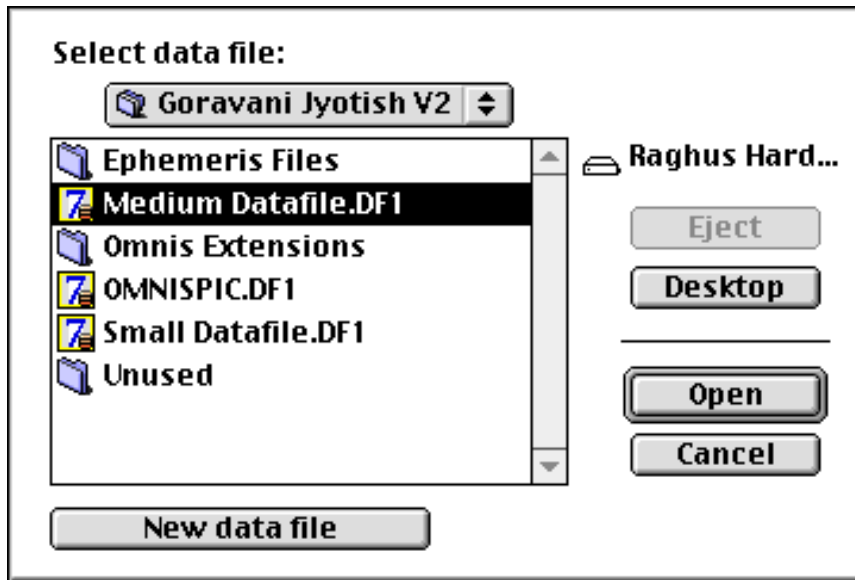 Select data file:
Goravani Jyotish V2
Ephemeris Files
Raghus Hard...
Medium Datafile.DF1
Eject
Omnis Extensions
Desktop
OMNISPIC.DF1
Small Datafile.DF1
Unused
Open
Cancel
New data file